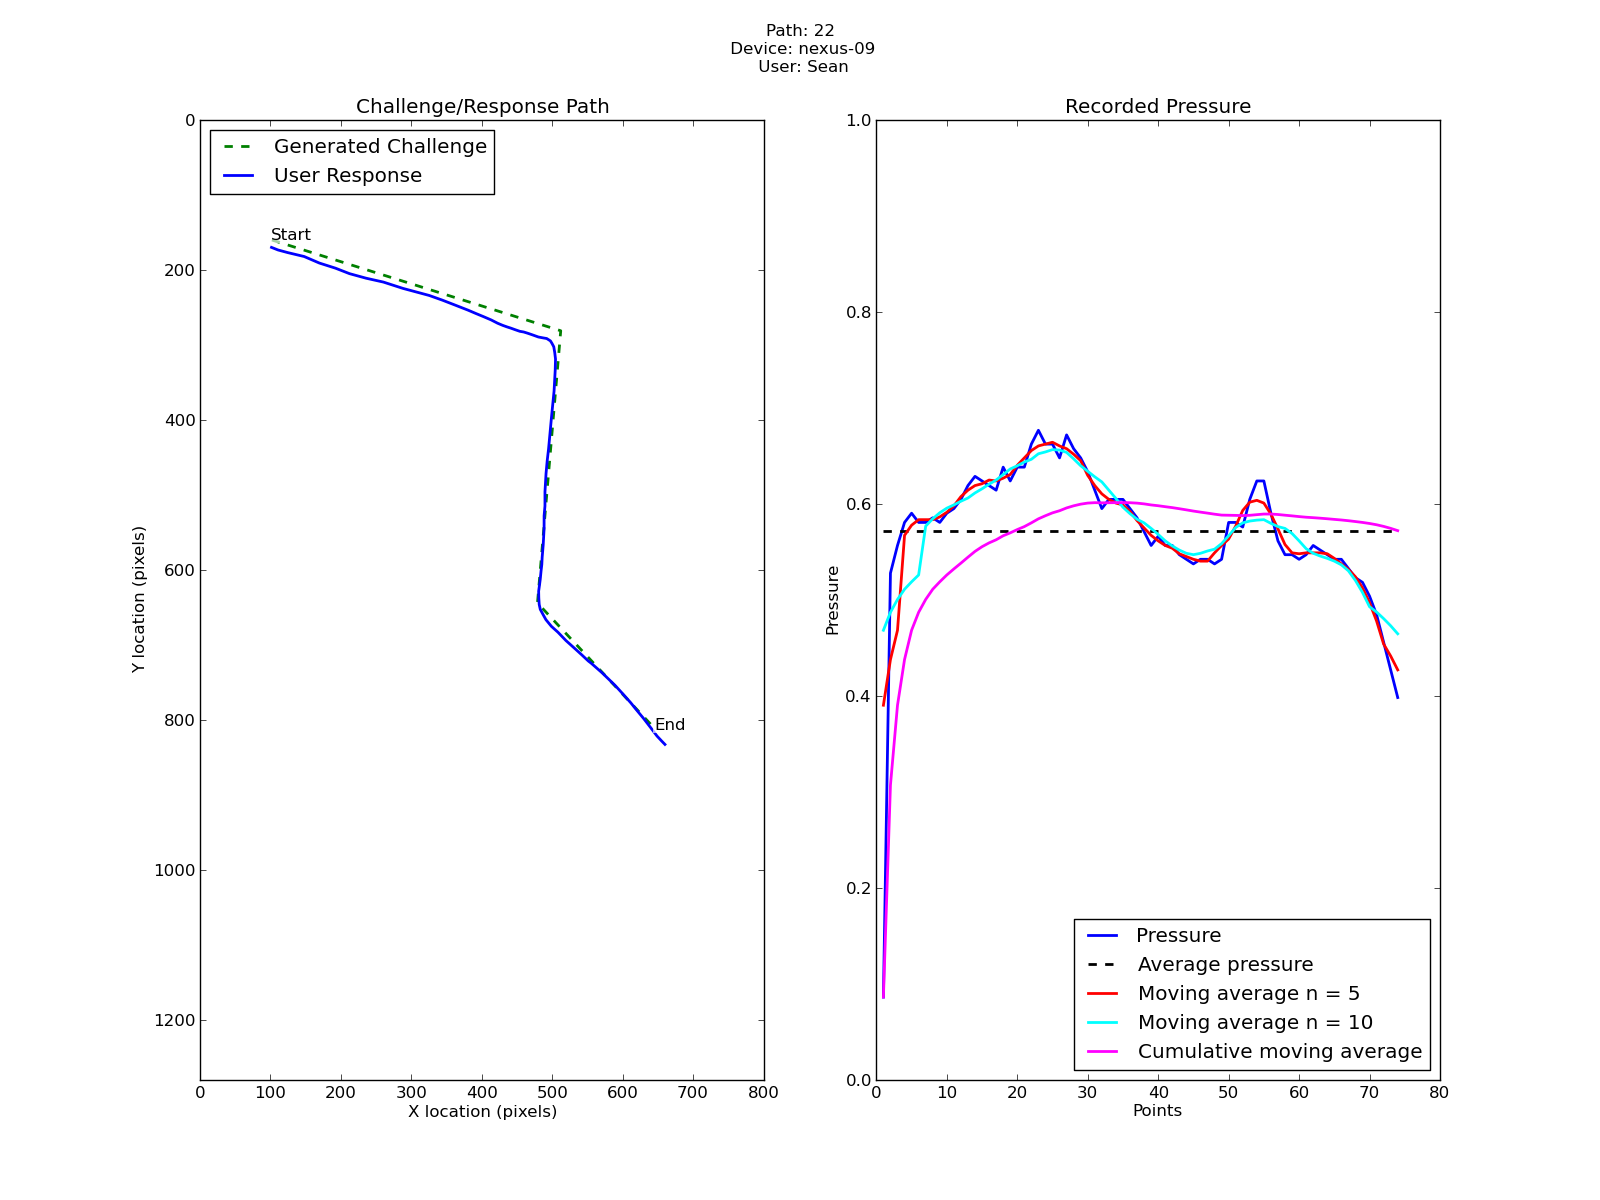 Path: 22
Device: nexus-09
User: Sean
Challenge/Response Path
Generated Challenge
User Response
Start
End
0
200
400
600
800
1000
1200
Y location (pixels)
0 100 200 300 400 500 600 700 800
X location (pixels)
Recorded Pressure
1.0
0.8
0.6
0.4
0.2
0.0
Pressure
Pressure
Average pressure
Moving average n = 5
Moving average n = 10
Cumulative moving average
0 10 20 30 40 50 60 70 80
Points